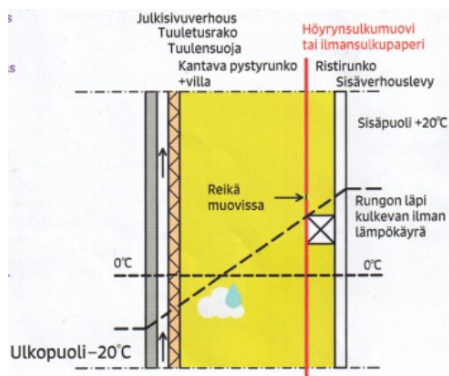 Julkisivuverhous
Tuuletusrako
Tuulensuoja
Kantava pystyrunko
+villa
Höyrynsulkumuovi
tai ilmansulkupaperi
Ristirunko
Sisäverhouslevy
Sisäpuoli +20°C
Reikä
muovissa
Rungon läpi
kulkevan ilman
lämpökäyrä
0°C
0°C
Ulkopuoli –20°C